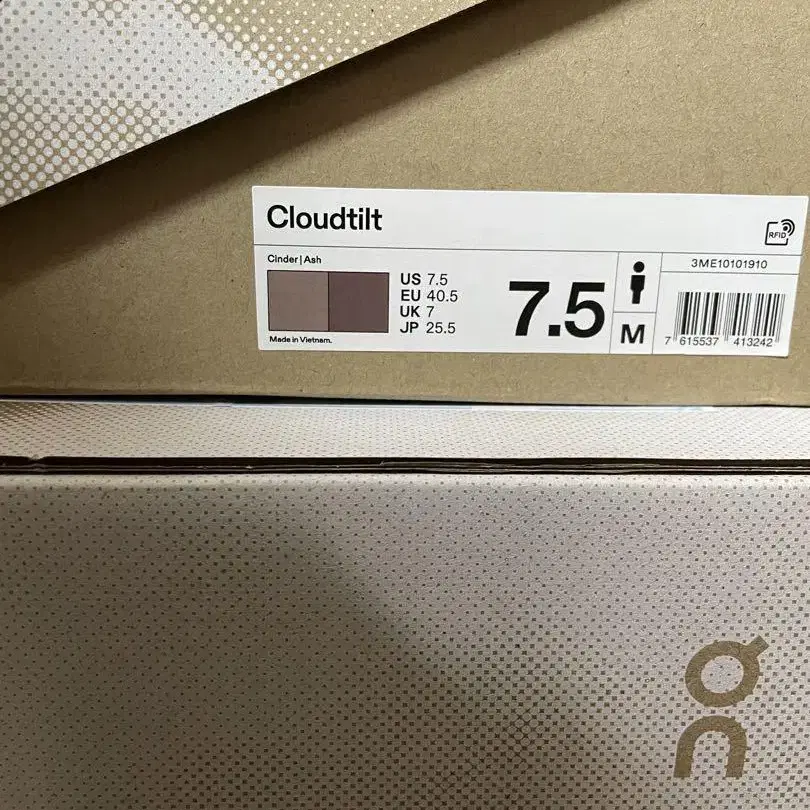 Cloudtilt
RFID
Cinder | Ash
US 7.5
EU 40.5
UK 7
JP 25.5
Made in Vietnam.
7.5
M
3ME10101910
7 615537 413242
on